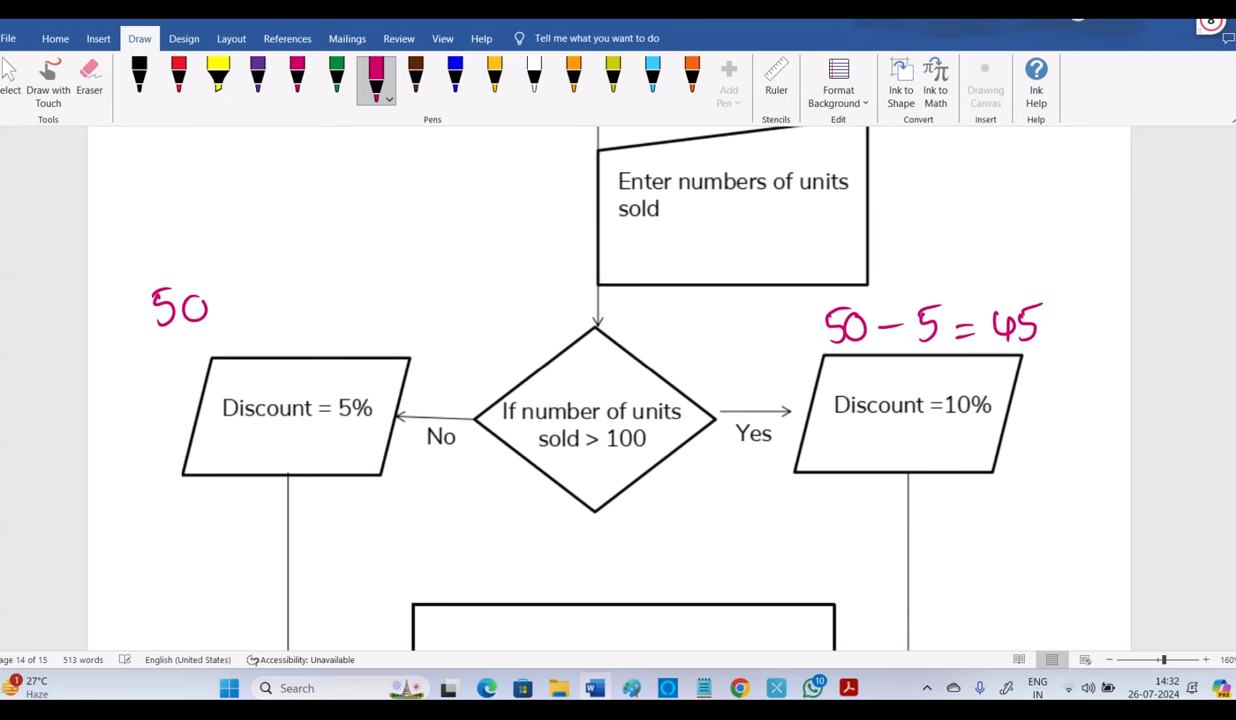 File Home Insert Draw Design Layout References Mailings Review View Help Tell me what you want to do
Select Draw with Touch Eraser Add Pen Ruler Format Background Ink to Shape Ink to Math Drawing Canvas Ink Help
Tools Pens Stencils Edit Convert Insert Help
Enter numbers of units
sold
50
50 - 5 = 45
Discount = 5%
If number of units
sold > 100
Discount =10%
No
Yes
age 14 of 15 513 words English (United States) Accessibility: Unavailable 160
27°C
Haze
Search
10
ENG
IN
14:32
26-07-2024
PRE